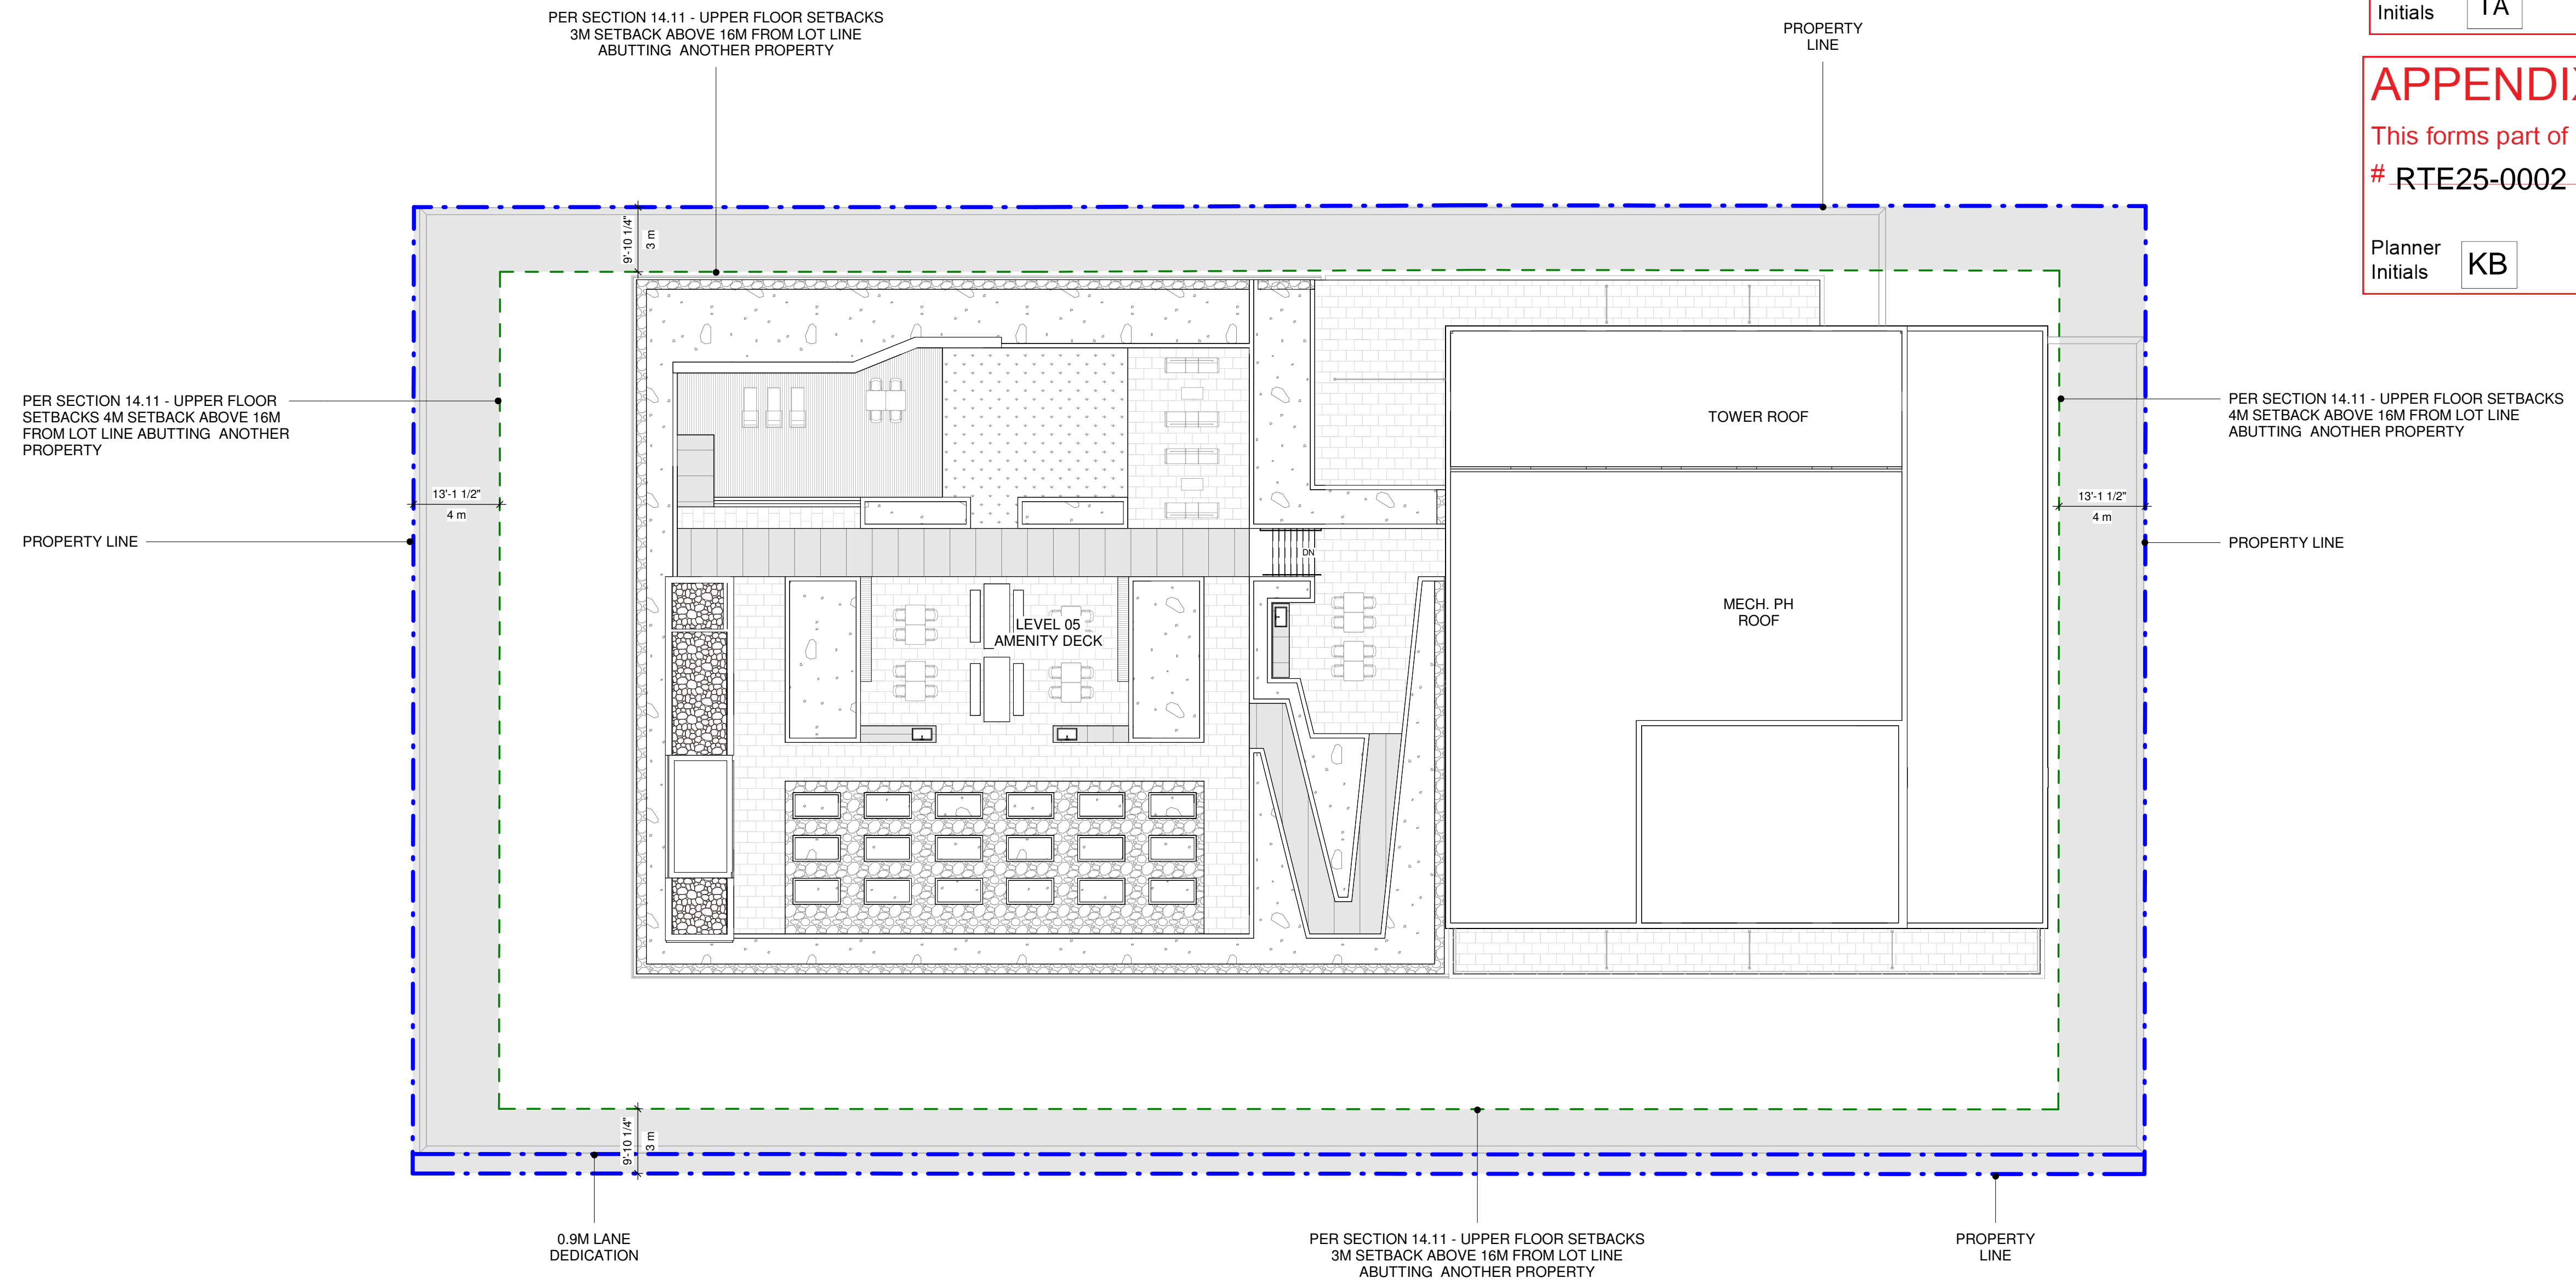 PER SECTION 14.11 - UPPER FLOOR SETBACKS
3M SETBACK ABOVE 16M FROM LOT LINE
ABUTTING ANOTHER PROPERTY
PROPERTY
LINE
Initials
TA
APPENDIX
This forms part of
# RTE25-0002
Planner
Initials
KB
9'-10 1/4"
3 m
PER SECTION 14.11 - UPPER FLOOR
SETBACKS 4M SETBACK ABOVE 16M
FROM LOT LINE ABUTTING ANOTHER
PROPERTY
TOWER ROOF
PER SECTION 14.11 - UPPER FLOOR SETBACKS
4M SETBACK ABOVE 16M FROM LOT LINE
ABUTTING ANOTHER PROPERTY
13'-1 1/2"
4 m
13'-1 1/2"
4 m
PROPERTY LINE
DN
PROPERTY LINE
LEVEL 05
AMENITY DECK
MECH. PH
ROOF
9'-10 1/4"
3 m
0.9M LANE
DEDICATION
PER SECTION 14.11 - UPPER FLOOR SETBACKS
3M SETBACK ABOVE 16M FROM LOT LINE
ABUTTING ANOTHER PROPERTY
PROPERTY
LINE